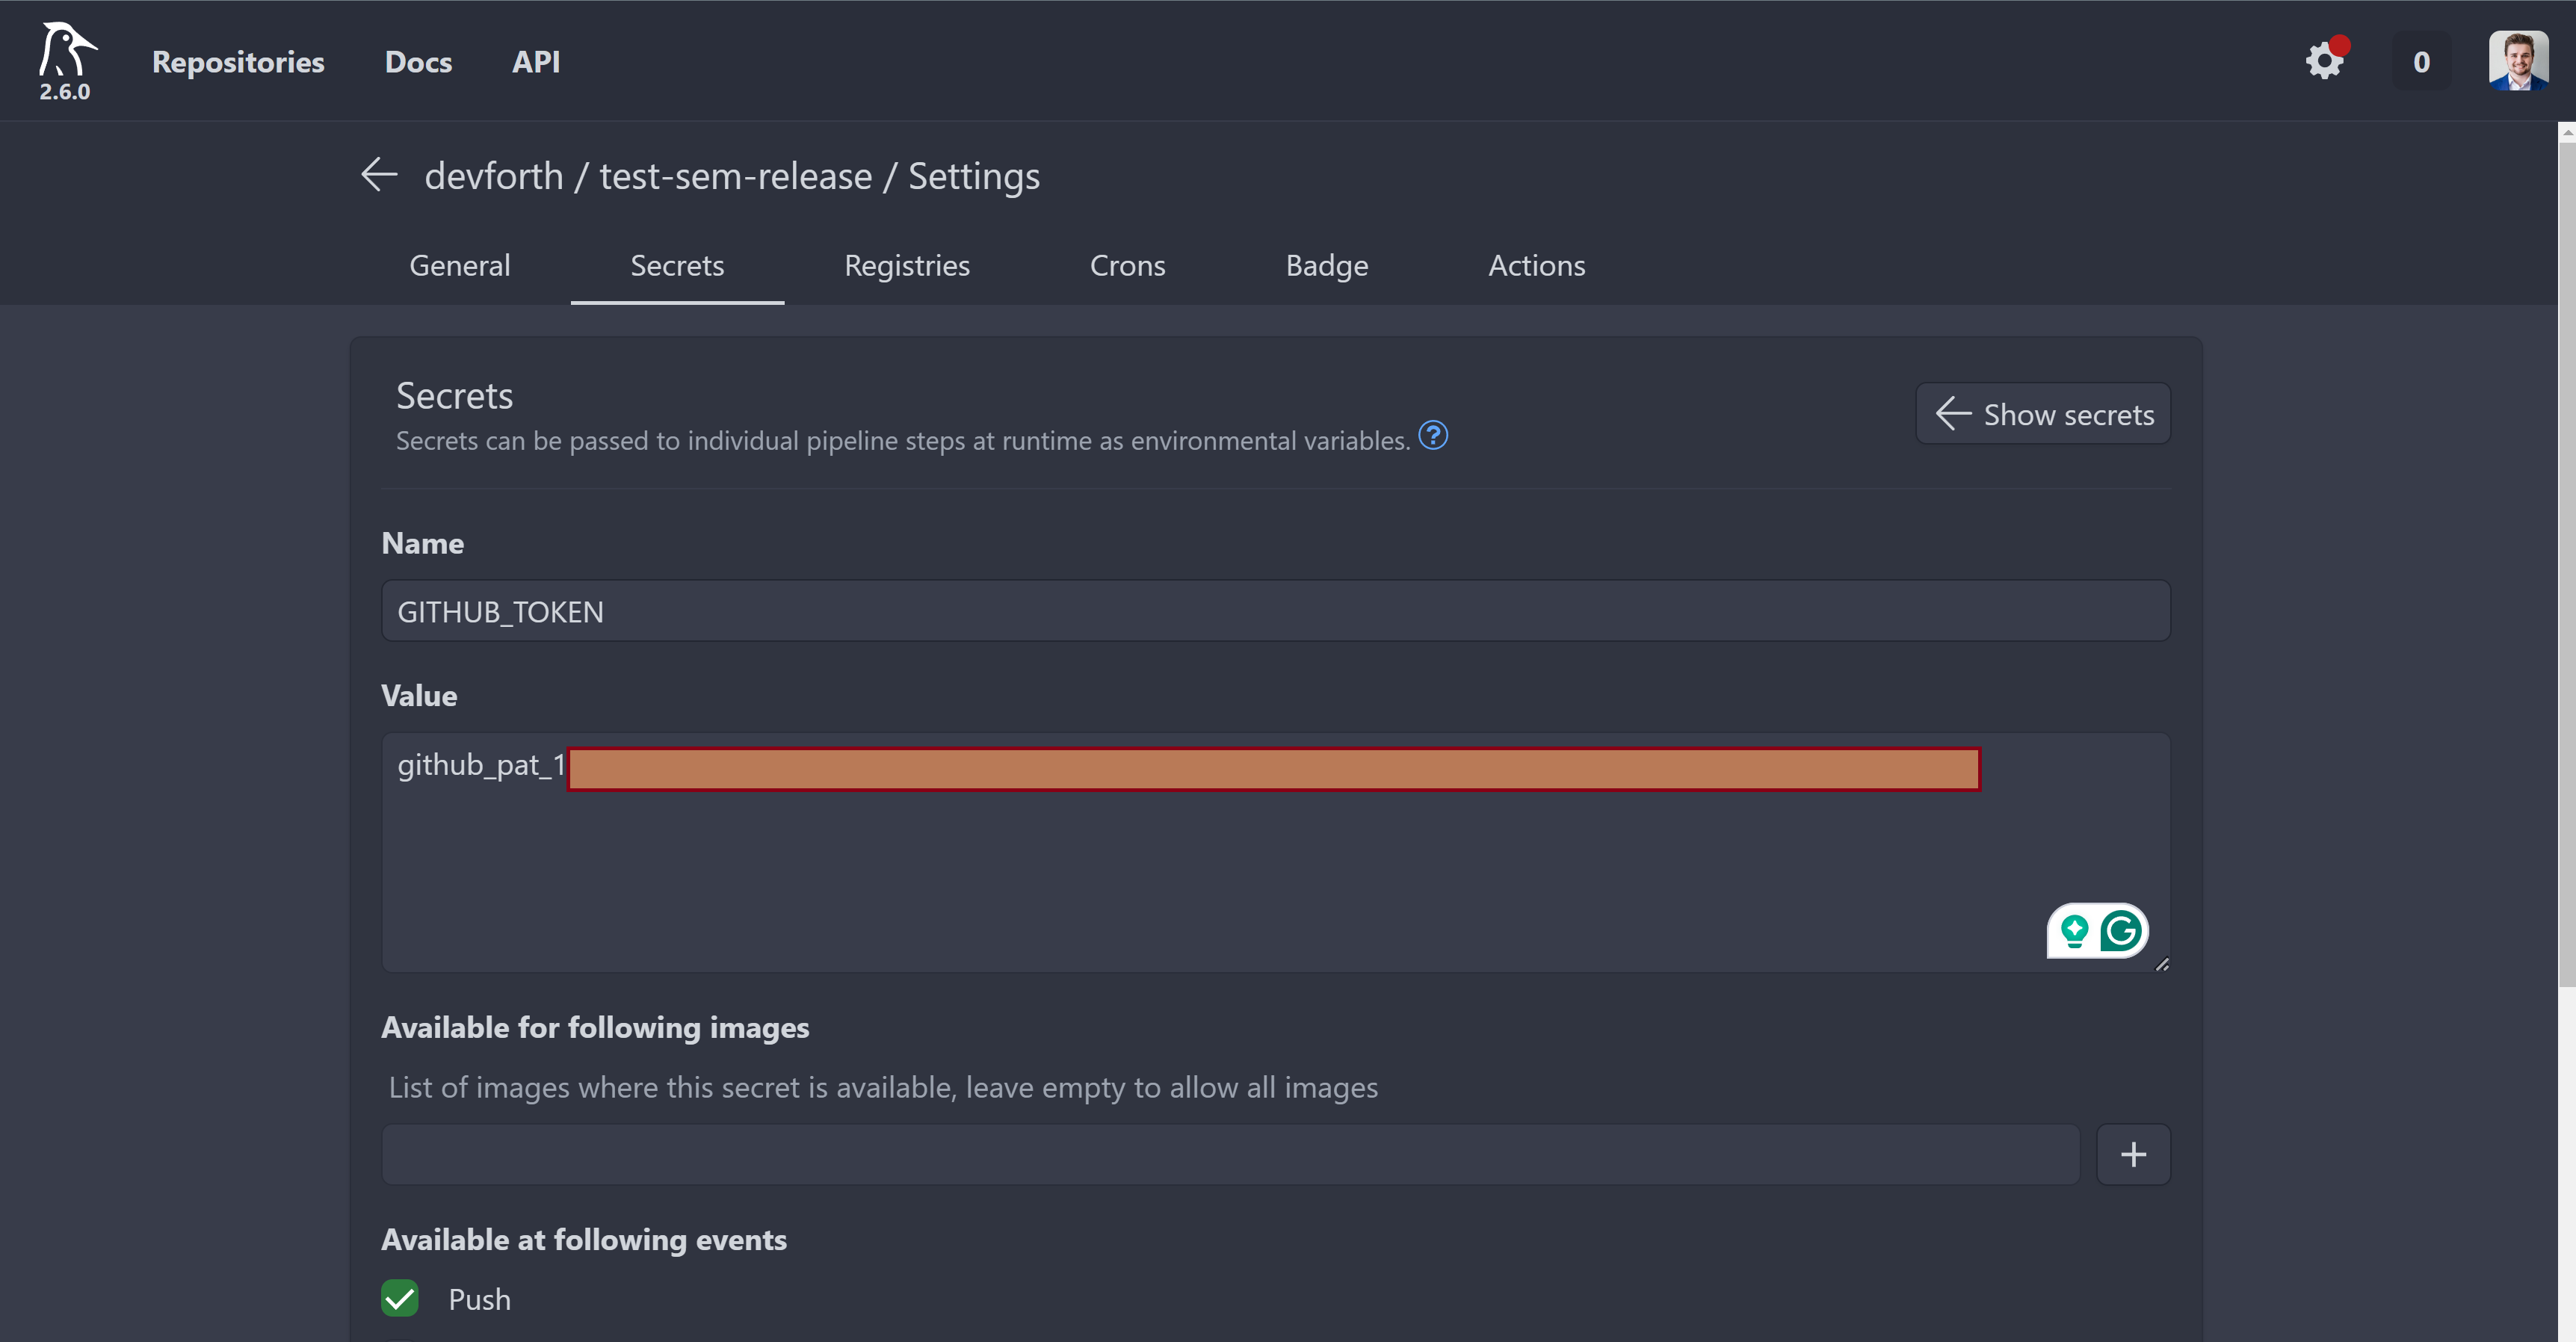 Repositories Docs API 0
2.6.0
devforth / test-sem-release / Settings
General Secrets Registries Crons Badge Actions
Secrets
Secrets can be passed to individual pipeline steps at runtime as environmental variables. ?
Show secrets
Name
GITHUB_TOKEN
Value
github_pat_1
Available for following images
List of images where this secret is available, leave empty to allow all images
+
Available at following events
Push